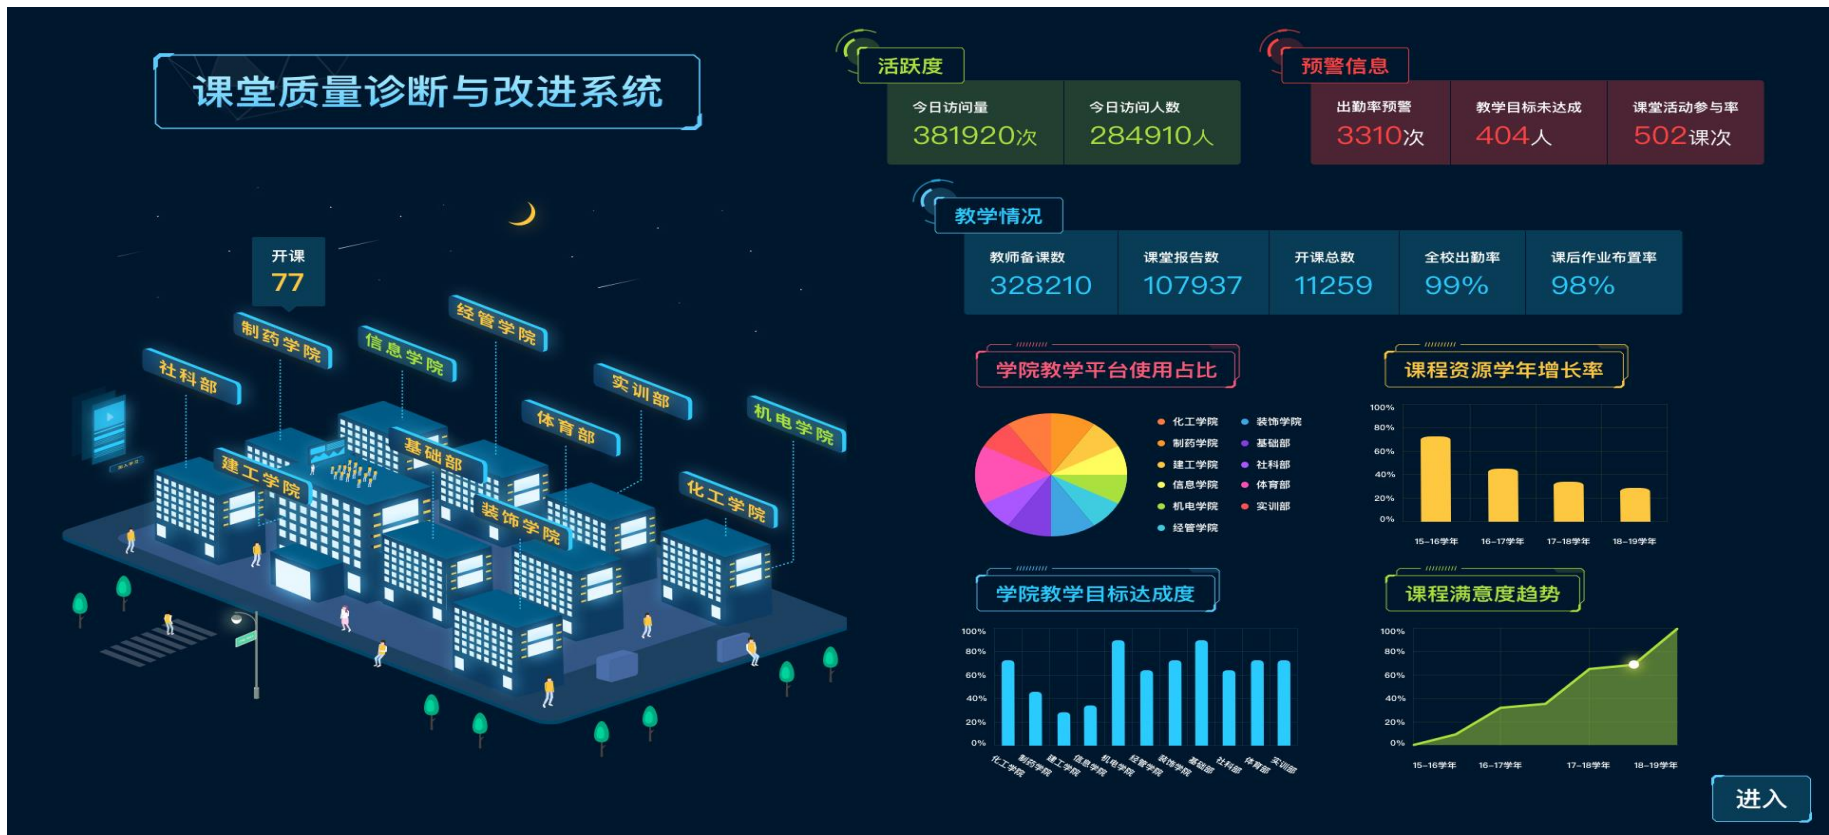 课堂质量诊断与改进系统
活跃度
今日访问量
381920次
今日访问人数
284910人
预警信息
出勤率预警
3310次
教学目标未达成
404人
课堂活动参与率
502课次
教学情况
教师备课数
328210
课堂报告数
107937
开课总数
11259
全校出勤率
99%
课后作业布置率
98%
开课
77
制药学院
信息学院
经管学院
社科部
实训部
体育部
机电学院
基础部
建工学院
装饰学院
化工学院
学院教学平台使用占比
化工学院
制药学院
建工学院
信息学院
机电学院
经管学院
装饰学院
基础部
社科部
体育部
实训部
课程资源学年增长率
100%
80%
60%
40%
20%
0%
15-16学年
16-17学年
17-18学年
18-19学年
学院教学目标达成度
100%
80%
60%
40%
20%
0%
化工学院
制药学院
建工学院
信息学院
机电学院
经管学院
装饰学院
基础部
社科部
体育部
实训部
课程满意度趋势
100%
80%
60%
40%
20%
0%
15-16学年
16-17学年
17-18学年
18-19学年
进入